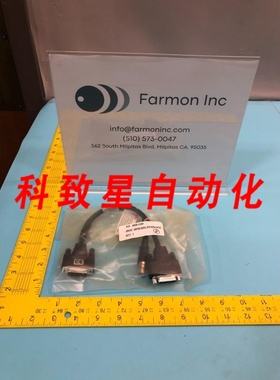 Farmon Inc
info@farmoninc.com
(510) 573-0047
362 South Milpitas Blvd, Milpitas CA, 95035
科致星自动化